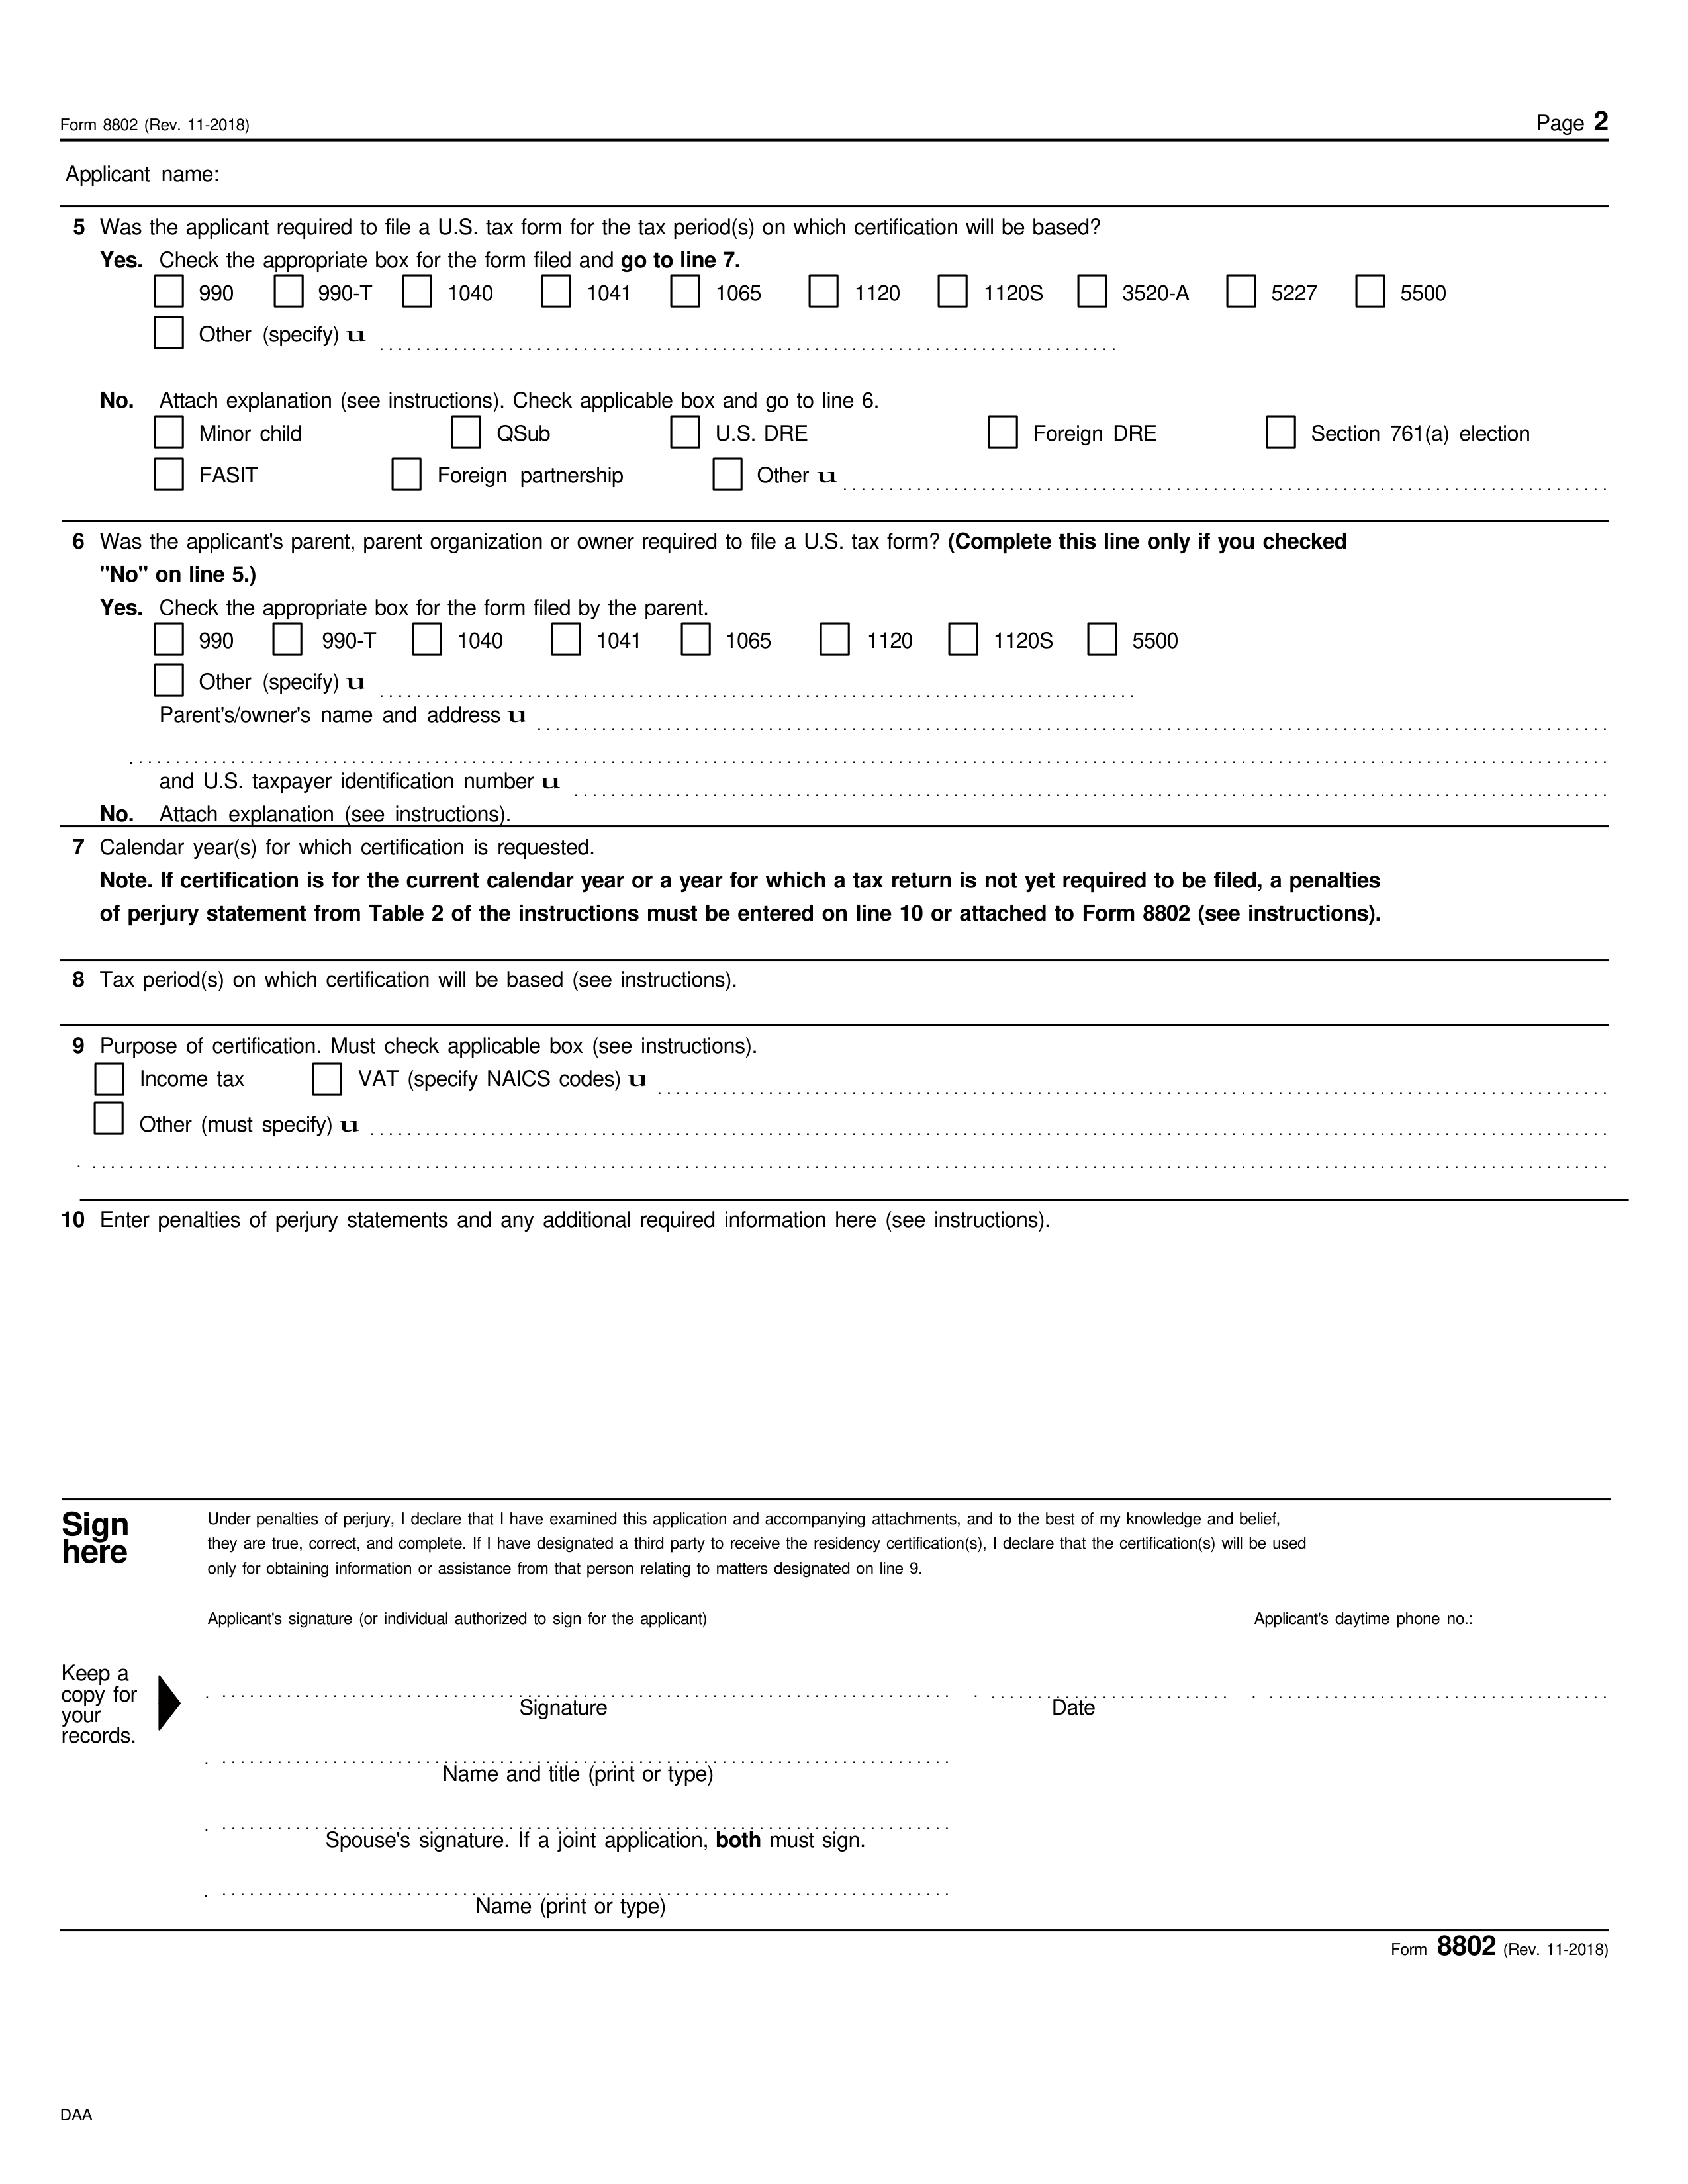 Form 8802 (Rev. 11-2018) Page 2
Applicant name:
5 Was the applicant required to file a U.S. tax form for the tax period(s) on which certification will be based?
Yes. Check the appropriate box for the form filed and go to line 7.
990 990-T 1040 1041 1065 1120 1120S 3520-A 5227 5500
Other (specify) u
No. Attach explanation (see instructions). Check applicable box and go to line 6.
Minor child QSub U.S. DRE Foreign DRE Section 761(a) election
FASIT Foreign partnership Other u
6 Was the applicant's parent, parent organization or owner required to file a U.S. tax form? (Complete this line only if you checked
"No" on line 5.)
Yes. Check the appropriate box for the form filed by the parent.
990 990-T 1040 1041 1065 1120 1120S 5500
Other (specify) u
Parent's/owner's name and address u
and U.S. taxpayer identification number u
No. Attach explanation (see instructions).
7 Calendar year(s) for which certification is requested.
Note. If certification is for the current calendar year or a year for which a tax return is not yet required to be filed, a penalties
of perjury statement from Table 2 of the instructions must be entered on line 10 or attached to Form 8802 (see instructions).
8 Tax period(s) on which certification will be based (see instructions).
9 Purpose of certification. Must check applicable box (see instructions).
Income tax VAT (specify NAICS codes) u
Other (must specify) u
10 Enter penalties of perjury statements and any additional required information here (see instructions).
Sign
here
Under penalties of perjury, I declare that I have examined this application and accompanying attachments, and to the best of my knowledge and belief,
they are true, correct, and complete. If I have designated a third party to receive the residency certification(s), I declare that the certification(s) will be used
only for obtaining information or assistance from that person relating to matters designated on line 9.
Applicant's signature (or individual authorized to sign for the applicant) Applicant's daytime phone no.:
Keep a
copy for
your
records.
Signature Date
Name and title (print or type)
Spouse's signature. If a joint application, both must sign.
Name (print or type)
Form 8802 (Rev. 11-2018)
DAA